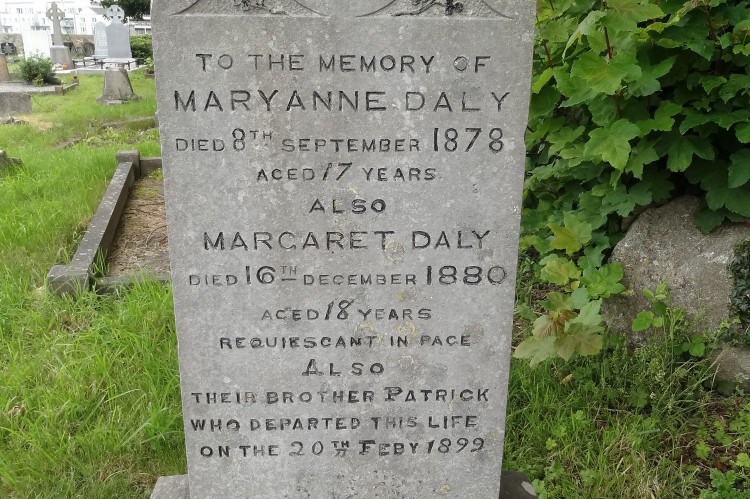 TO THE MEMORY OF
MARYANNE DALY
DIED 8TH SEPTEMBER 1878
AGED 17 YEARS
ALSO
MARGARET DALY
DIED 16TH DECEMBER 1880
AGED 18 YEARS
REQUIESCANT IN PACE
ALSO
THEIR BROTHER PATRICK
WHO DEPARTED THIS LIFE
ON THE 20TH FEBY 1899